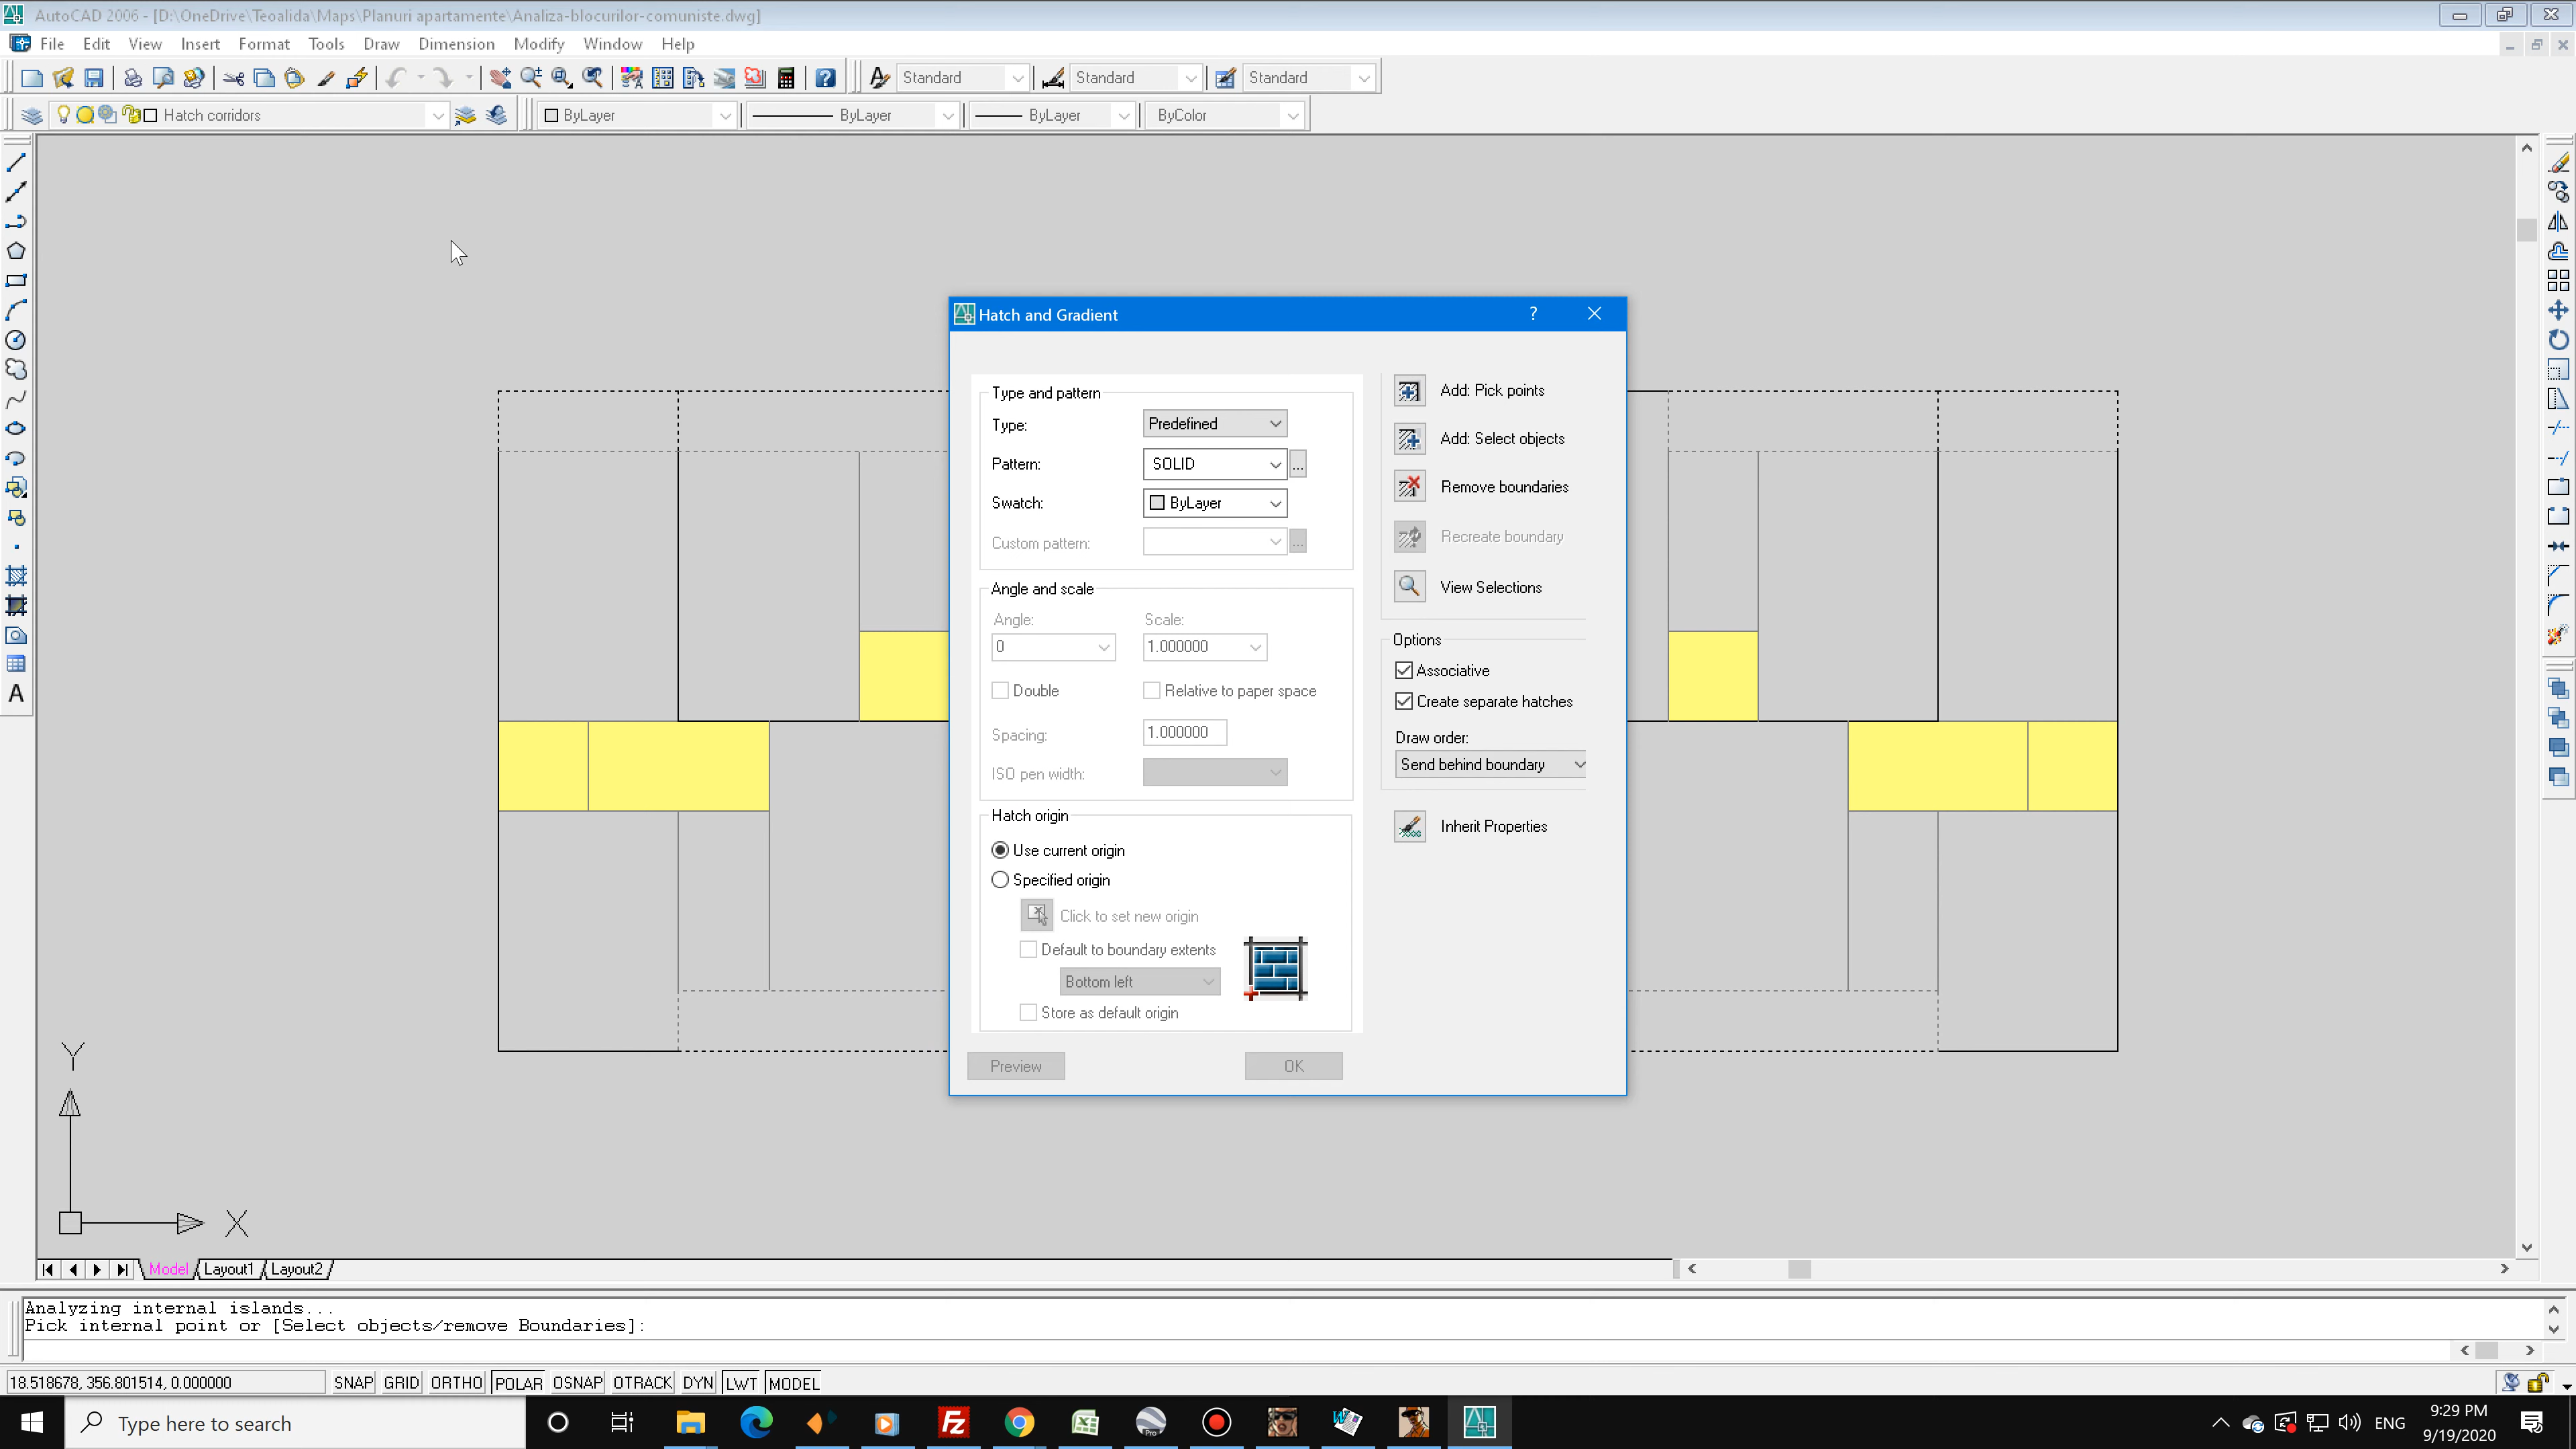 AutoCAD 2006 - [D:\OneDrive\Teoalida\Maps\Planuri apartamente\Analiza-blocurilor-comuniste.dwg]
File Edit View Insert Format Tools Draw Dimension Modify Window Help
Standard Standard Standard
Hatch corridors ByLayer ByLayer ByLayer ByColor
Hatch and Gradient ?
Type and pattern
Type: Predefined
Pattern: SOLID ...
Swatch: ByLayer
Custom pattern: ...
Angle and scale
Angle: Scale:
0 1.000000
Double Relative to paper space
Spacing: 1.000000
ISO pen width:
Hatch origin
Use current origin
Specified origin
Click to set new origin
Default to boundary extents
Bottom left
Store as default origin
Preview OK
Add: Pick points
Add: Select objects
Remove boundaries
Recreate boundary
View Selections
Options
Associative
Create separate hatches
Draw order:
Send behind boundary
Inherit Properties
A
Y
X
Model Layout1 Layout2
Analyzing internal islands...
Pick internal point or [Select objects/remove Boundaries]:
18.518678, 356.801514, 0.000000 SNAP GRID ORTHO POLAR OSNAP OTRACK DYN LWT MODEL
Type here to search
Fz
Pro
W
ENG
9:29 PM
9/19/2020